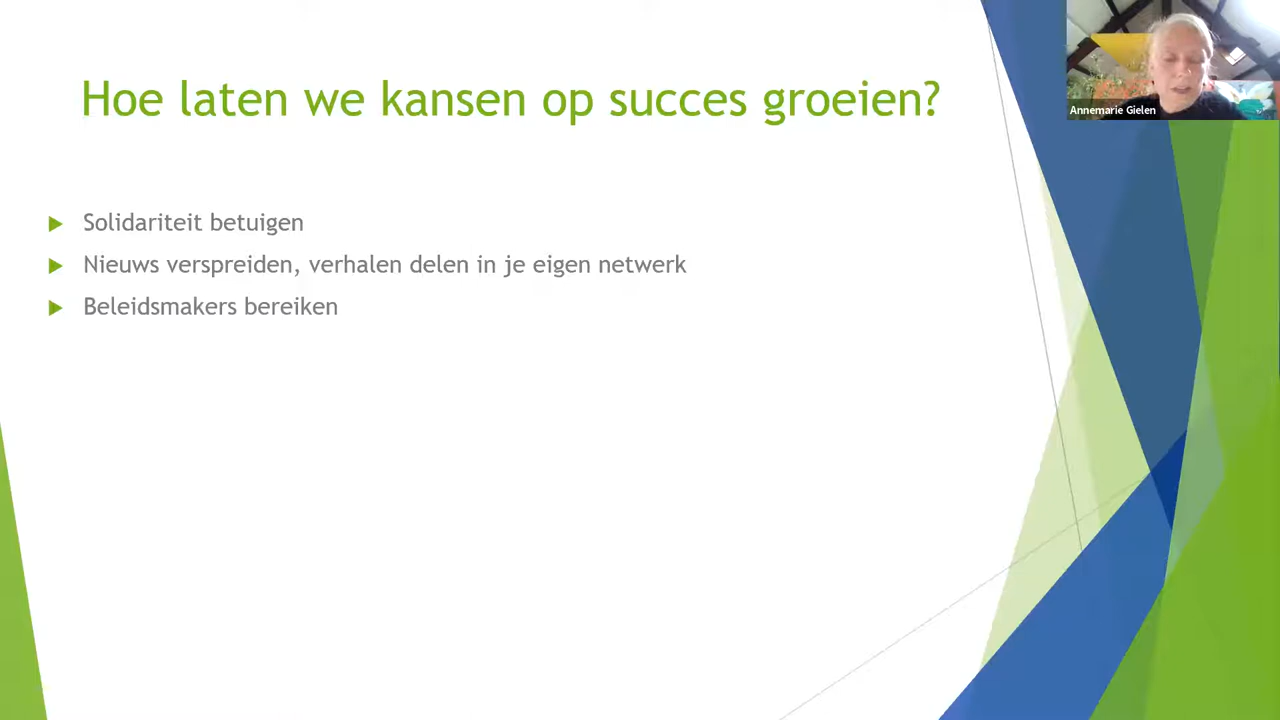 Hoe laten we kansen op succes groeien?
Annemarie Gielen
Solidariteit betuigen
Nieuws verspreiden, verhalen delen in je eigen netwerk
Beleidsmakers bereiken